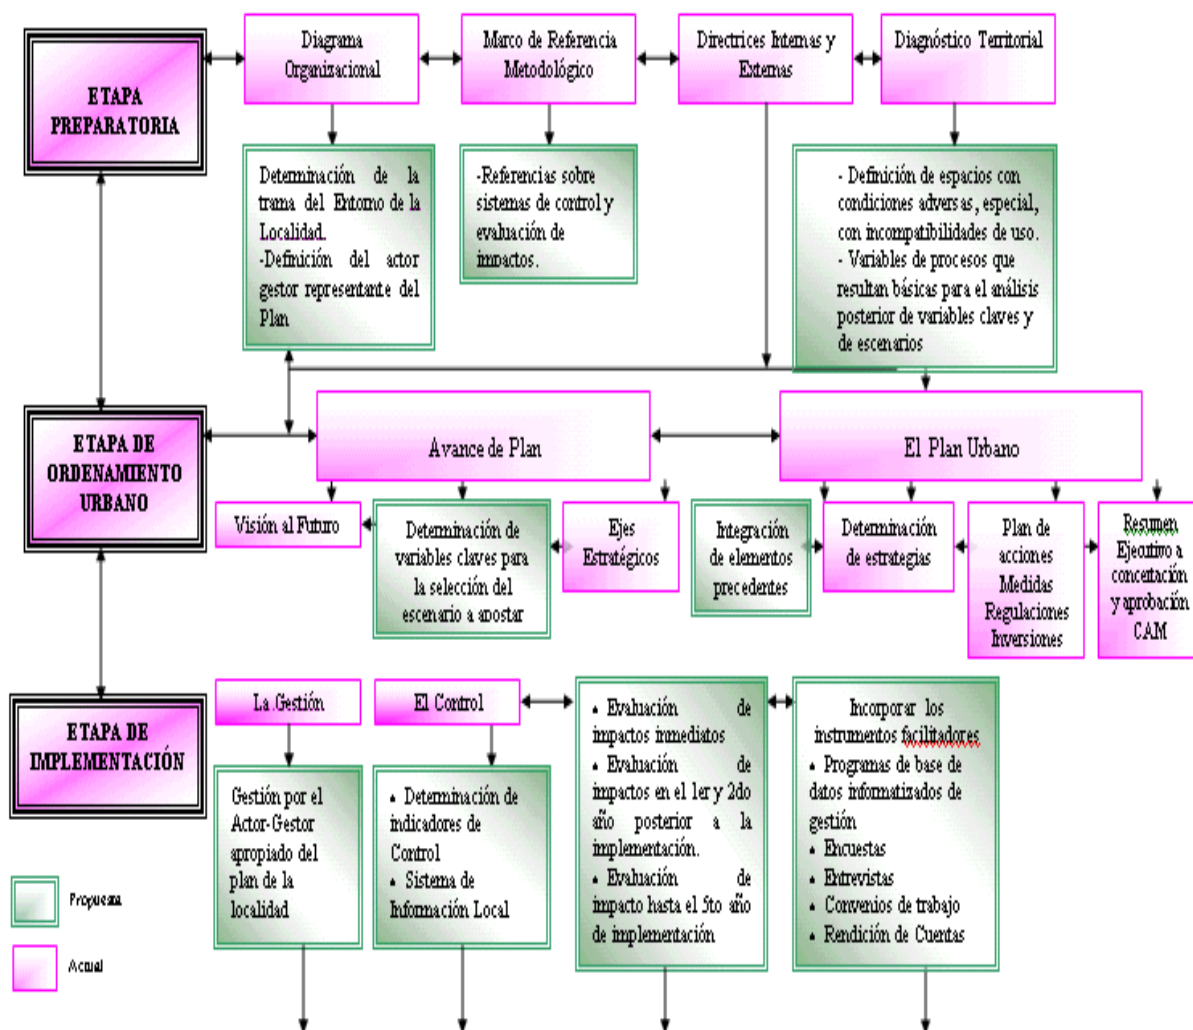 ETAPA
PREPARATORIA
Diagrama
Organizacional
Marco de Referencia
Metodológico
Directrices Internas y
Externas
Diagnóstico Territorial
Determinación de la
trama del Entorno de la
Localidad.
-Definición del actor
gestor representante del
Plan
-Referencias sobre
sistemas de control y
evaluación de
impactos.
- Definición de espacios con
condiciones adversas, especial,
con incompatibilidades de uso.
- Variables de procesos que
resultan básicas para el análisis
posterior de variables claves y
de escenarios
ETAPA DE
ORDENAMIENTO
URBANO
Avance de Plan
El Plan Urbano
Visión al Futuro
Determinación de
variables claves para
la selección del
escenario a apostar
Ejes
Estratégicos
Integración
de elementos
precedentes
Determinación
de estrategias
Plan de
acciones
Medidas
Regulaciones
Inversiones
Resumen
Ejecutivo a
concertación
y aprobación
CAM
ETAPA DE
IMPLEMENTACIÓN
La Gestión
El Control
Gestión por el
Actor-Gestor
apropiado del
plan de la
localidad
• Determinación de
indicadores de
Control
• Sistema de
Información Local
• Evaluación de
impactos inmediatos
• Evaluación de
impactos en el 1er y 2do
año posterior a la
implementación.
• Evaluación de
impacto hasta el 5to año
de implementación
Incorporar los
instrumentos facilitadores
• Programas de base de
datos informatizados de
gestión
• Encuestas
• Entrevistas
• Convenios de trabajo
• Rendición de Cuentas
Propuesta
Actual